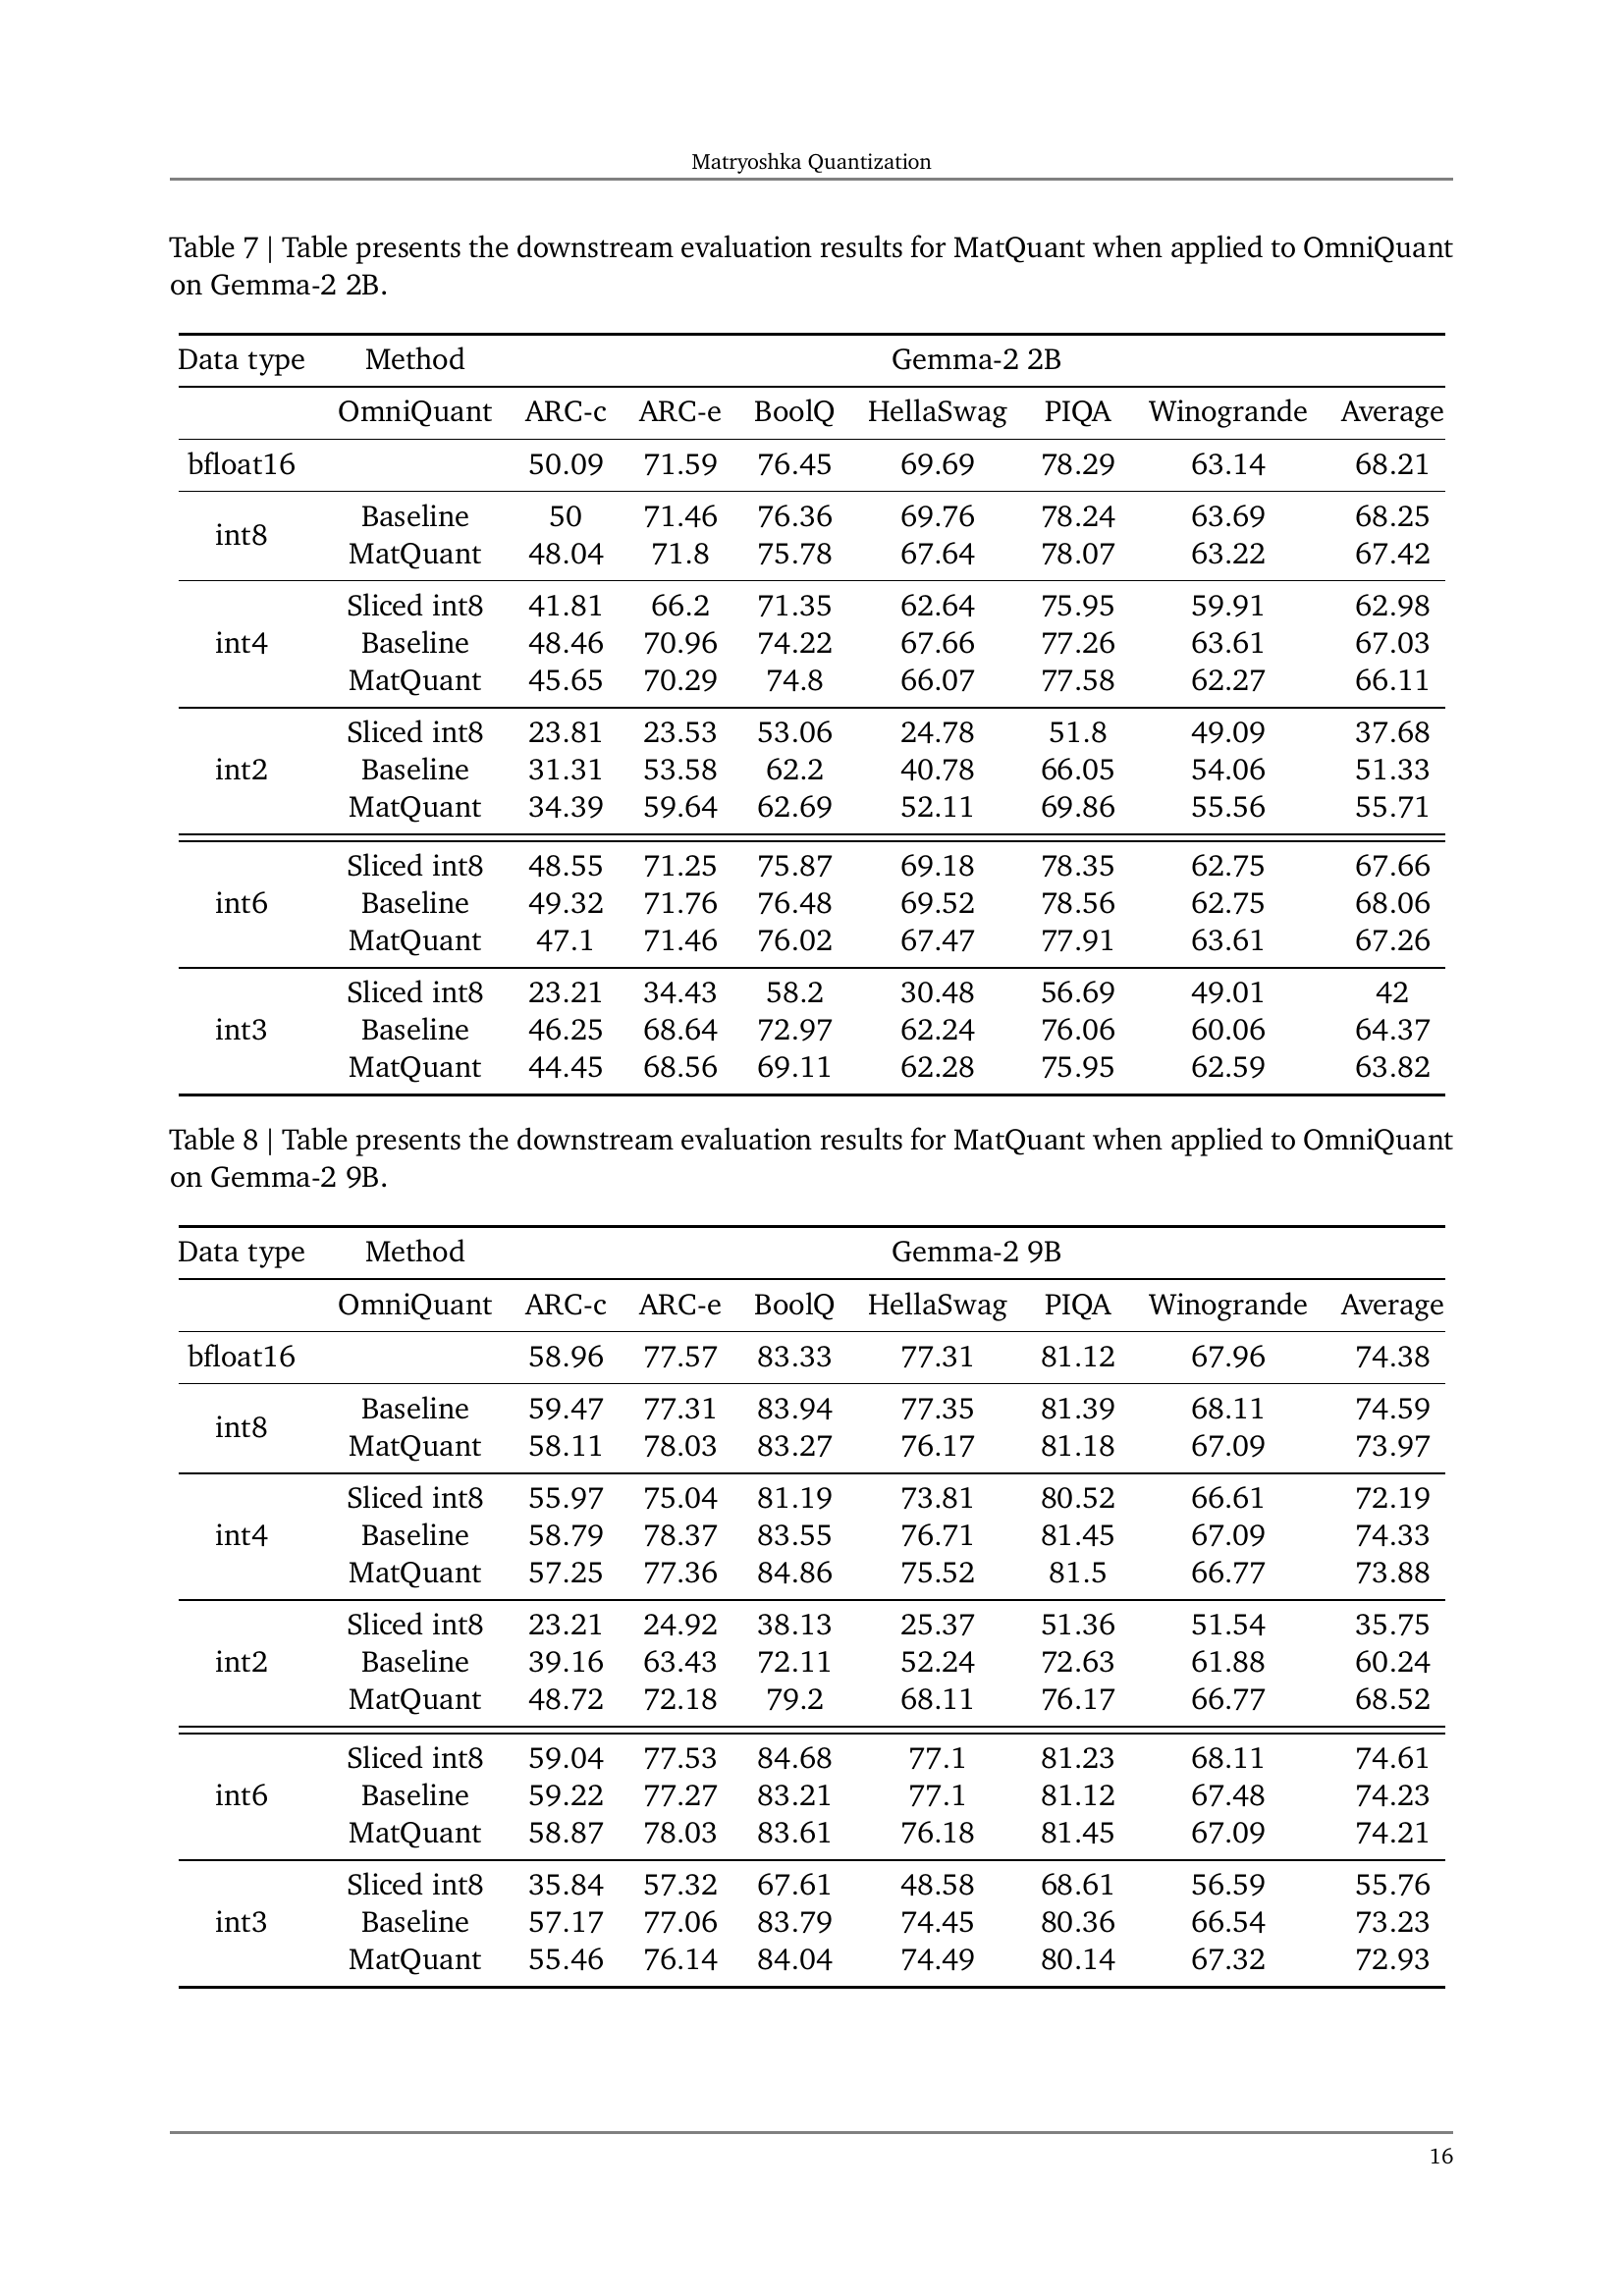 Matryoshka Quantization
Table 7 | Table presents the downstream evaluation results for MatQuant when applied to OmniQuant
on Gemma-2 2B.
Data type Method Gemma-2 2B
OmniQuant ARC-c ARC-e BoolQ HellaSwag PIQA Winogrande Average
bfloat16 50.09 71.59 76.45 69.69 78.29 63.14 68.21
int8 Baseline 50 71.46 76.36 69.76 78.24 63.69 68.25
MatQuant 48.04 71.8 75.78 67.64 78.07 63.22 67.42
Sliced int8 41.81 66.2 71.35 62.64 75.95 59.91 62.98
int4 Baseline 48.46 70.96 74.22 67.66 77.26 63.61 67.03
MatQuant 45.65 70.29 74.8 66.07 77.58 62.27 66.11
Sliced int8 23.81 23.53 53.06 24.78 51.8 49.09 37.68
int2 Baseline 31.31 53.58 62.2 40.78 66.05 54.06 51.33
MatQuant 34.39 59.64 62.69 52.11 69.86 55.56 55.71
Sliced int8 48.55 71.25 75.87 69.18 78.35 62.75 67.66
int6 Baseline 49.32 71.76 76.48 69.52 78.56 62.75 68.06
MatQuant 47.1 71.46 76.02 67.47 77.91 63.61 67.26
Sliced int8 23.21 34.43 58.2 30.48 56.69 49.01 42
int3 Baseline 46.25 68.64 72.97 62.24 76.06 60.06 64.37
MatQuant 44.45 68.56 69.11 62.28 75.95 62.59 63.82
Table 8 | Table presents the downstream evaluation results for MatQuant when applied to OmniQuant
on Gemma-2 9B.
Data type Method Gemma-2 9B
OmniQuant ARC-c ARC-e BoolQ HellaSwag PIQA Winogrande Average
bfloat16 58.96 77.57 83.33 77.31 81.12 67.96 74.38
int8 Baseline 59.47 77.31 83.94 77.35 81.39 68.11 74.59
MatQuant 58.11 78.03 83.27 76.17 81.18 67.09 73.97
Sliced int8 55.97 75.04 81.19 73.81 80.52 66.61 72.19
int4 Baseline 58.79 78.37 83.55 76.71 81.45 67.09 74.33
MatQuant 57.25 77.36 84.86 75.52 81.5 66.77 73.88
Sliced int8 23.21 24.92 38.13 25.37 51.36 51.54 35.75
int2 Baseline 39.16 63.43 72.11 52.24 72.63 61.88 60.24
MatQuant 48.72 72.18 79.2 68.11 76.17 66.77 68.52
Sliced int8 59.04 77.53 84.68 77.1 81.23 68.11 74.61
int6 Baseline 59.22 77.27 83.21 77.1 81.12 67.48 74.23
MatQuant 58.87 78.03 83.61 76.18 81.45 67.09 74.21
Sliced int8 35.84 57.32 67.61 48.58 68.61 56.59 55.76
int3 Baseline 57.17 77.06 83.79 74.45 80.36 66.54 73.23
MatQuant 55.46 76.14 84.04 74.49 80.14 67.32 72.93
16